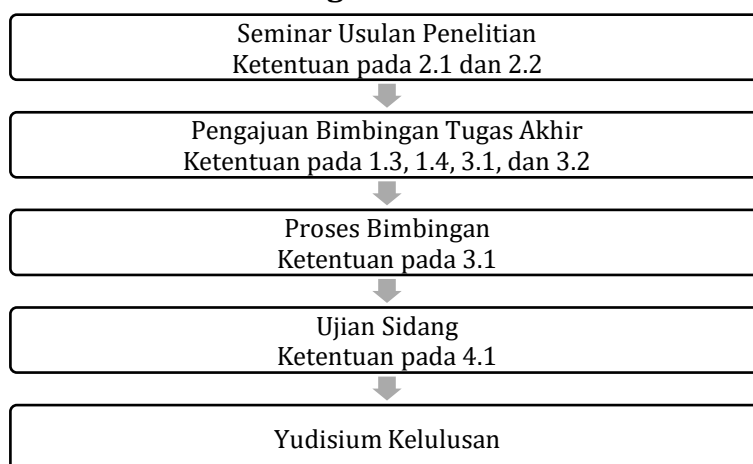 Seminar Usulan Penelitian
Ketentuan pada 2.1 dan 2.2
Pengajuan Bimbingan Tugas Akhir
Ketentuan pada 1.3, 1.4, 3.1, dan 3.2
Proses Bimbingan
Ketentuan pada 3.1
Ujian Sidang
Ketentuan pada 4.1
Yudisium Kelulusan